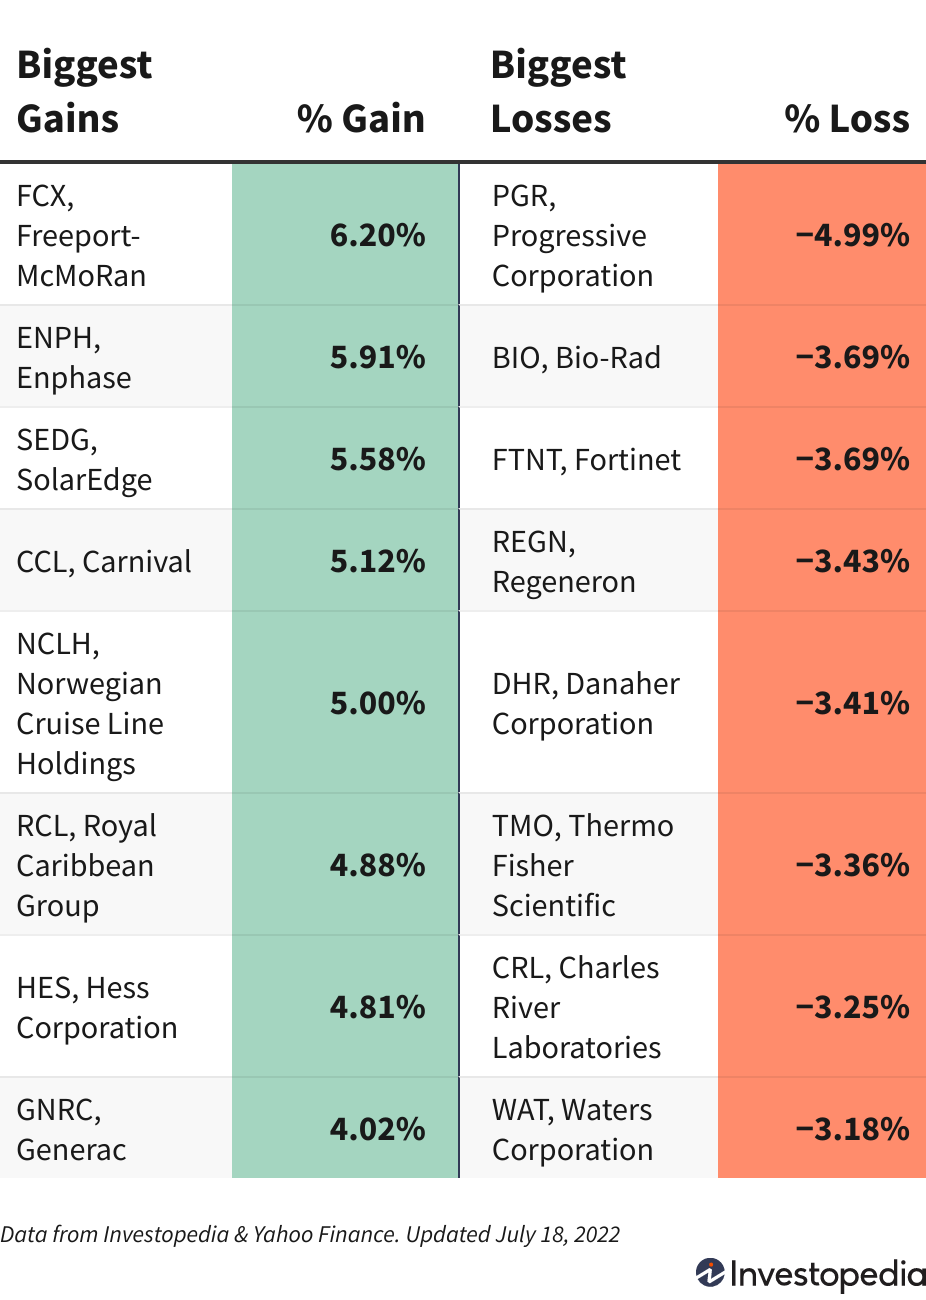 Biggest
Gains
% Gain
Biggest
Losses
% Loss
FCX,
Freeport-
McMoRan
6.20%
PGR,
Progressive
Corporation
−4.99%
ENPH,
Enphase
5.91%
BIO, Bio-Rad
−3.69%
SEDG,
SolarEdge
5.58%
FTNT, Fortinet
−3.69%
CCL, Carnival
5.12%
REGN,
Regeneron
−3.43%
NCLH,
Norwegian
Cruise Line
Holdings
5.00%
DHR, Danaher
Corporation
−3.41%
RCL, Royal
Caribbean
Group
4.88%
TMO, Thermo
Fisher
Scientific
−3.36%
HES, Hess
Corporation
4.81%
CRL, Charles
River
Laboratories
−3.25%
GNRC,
Generac
4.02%
WAT, Waters
Corporation
−3.18%
Data from Investopedia & Yahoo Finance. Updated July 18, 2022
Investopedia